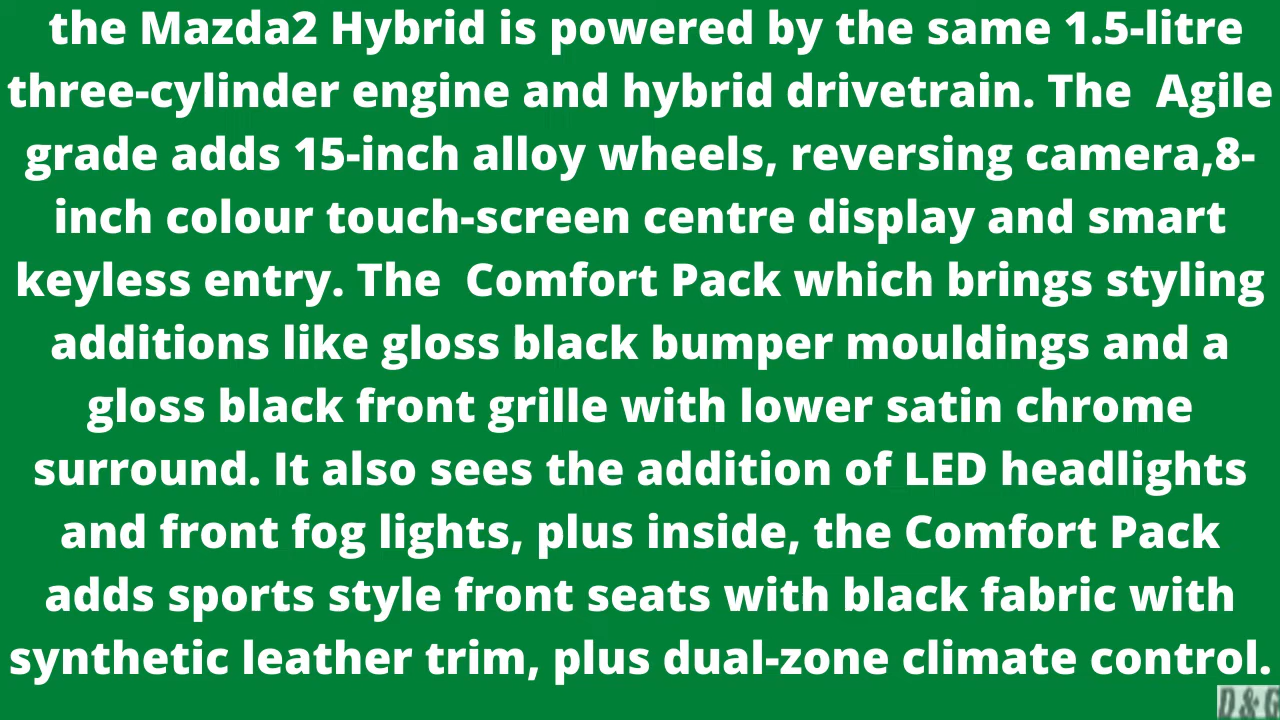 the Mazda2 Hybrid is powered by the same 1.5-litre
three-cylinder engine and hybrid drivetrain. The  Agile
grade adds 15-inch alloy wheels, reversing camera,8-
inch colour touch-screen centre display and smart
keyless entry. The  Comfort Pack which brings styling
additions like gloss black bumper mouldings and a
gloss black front grille with lower satin chrome
surround. It also sees the addition of LED headlights
and front fog lights, plus inside, the Comfort Pack
adds sports style front seats with black fabric with
synthetic leather trim, plus dual-zone climate control.
D & G